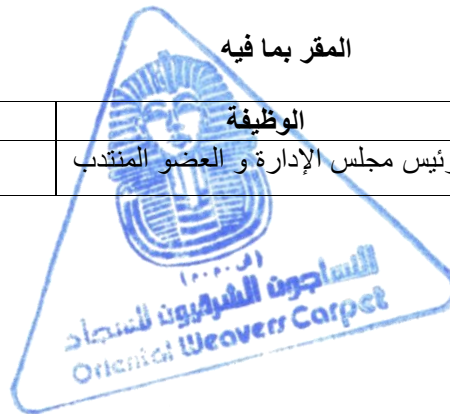 المقر بما فيه
الوظيفة
رئيس مجلس الإدارة و العضو المنتدب
(ش.م.م)
النساجون الشرقيون للسجاد
Oriental Weavers Carpet